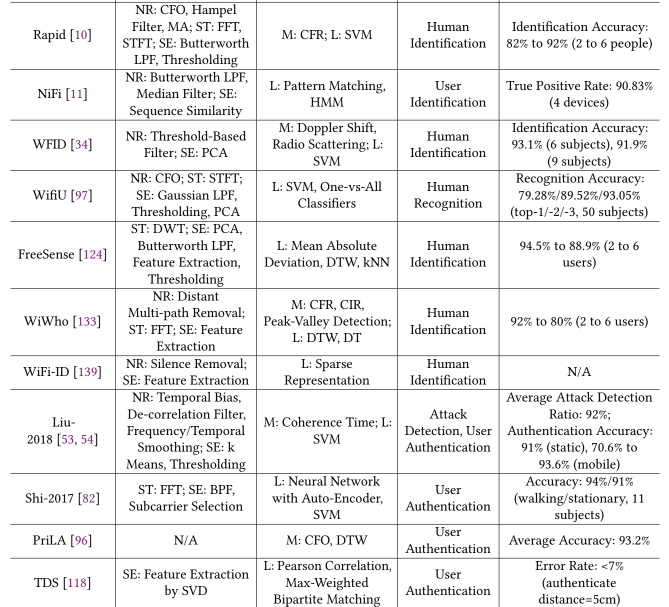 Rapid [10]
NR: CFO, Hampel
Filter, MA; ST: FFT,
STFT; SE: Butterworth
LPF, Thresholding
M: CFR; L: SVM
Human
Identification
Identification Accuracy:
82% to 92% (2 to 6 people)
NiFi [11]
NR: Butterworth LPF,
Median Filter; SE:
Sequence Similarity
L: Pattern Matching,
HMM
User
Identification
True Positive Rate: 90.83%
(4 devices)
WFID [34]
NR: Threshold-Based
Filter; SE: PCA
M: Doppler Shift,
Radio Scattering; L:
SVM
Human
Identification
Identification Accuracy:
93.1% (6 subjects), 91.9%
(9 subjects)
WifiU [97]
NR: CFO; ST: STFT;
SE: Gaussian LPF,
Thresholding, PCA
L: SVM, One-vs-All
Classifiers
Human
Recognition
Recognition Accuracy:
79.28%/89.52%/93.05%
(top-1/-2/-3, 50 subjects)
FreeSense [124]
ST: DWT; SE: PCA,
Butterworth LPF,
Feature Extraction,
Thresholding
L: Mean Absolute
Deviation, DTW, kNN
Human
Identification
94.5% to 88.9% (2 to 6
users)
WiWho [133]
NR: Distant
Multi-path Removal;
ST: FFT; SE: Feature
Extraction
M: CFR, CIR,
Peak-Valley Detection;
L: DTW, DT
Human
Identification
92% to 80% (2 to 6 users)
WiFi-ID [139]
NR: Silence Removal;
SE: Feature Extraction
L: Sparse
Representation
Human
Identification
N/A
Liu-
2018 [53, 54]
NR: Temporal Bias,
De-correlation Filter,
Frequency/Temporal
Smoothing; SE: k
Means, Thresholding
M: Coherence Time; L:
SVM
Attack
Detection, User
Authentication
Average Attack Detection
Ratio: 92%;
Authentication Accuracy:
91% (static), 70.6% to
93.6% (mobile)
Shi-2017 [82]
ST: FFT; SE: BPF,
Subcarrier Selection
L: Neural Network
with Auto-Encoder,
SVM
User
Authentication
Accuracy: 94%/91%
(walking/stationary, 11
subjects)
PriLA [96]
N/A
M: CFO, DTW
User
Authentication
Average Accuracy: 93.2%
TDS [118]
SE: Feature Extraction
by SVD
L: Pearson Correlation,
Max-Weighted
Bipartite Matching
User
Authentication
Error Rate: <7%
(authenticate
distance=5cm)